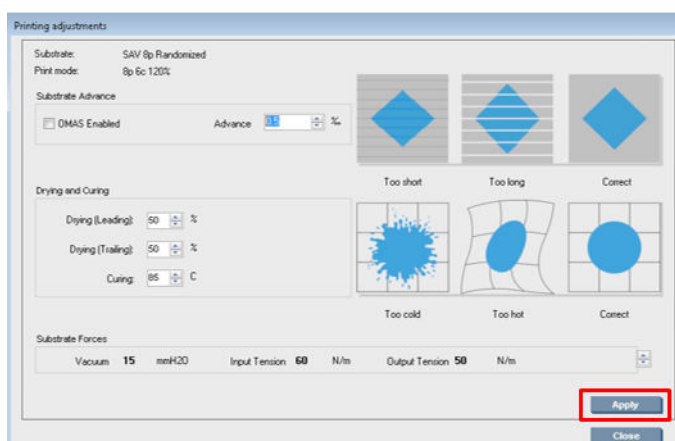 Printing adjustments
Substrate: SAV 8p Randomized
Print mode: 8p 6c 120%
Substrate Advance
OMAS Enabled Advance 0.5 ‰
Too short Too long Correct
Drying and Curing
Drying (Leading): 50 %
Drying (Trailing): 50 %
Curing: 85 C
Too cold Too hot Correct
Substrate Forces
Vacuum 15 mmH2O Input Tension 60 N/m Output Tension 50 N/m
Apply
Close